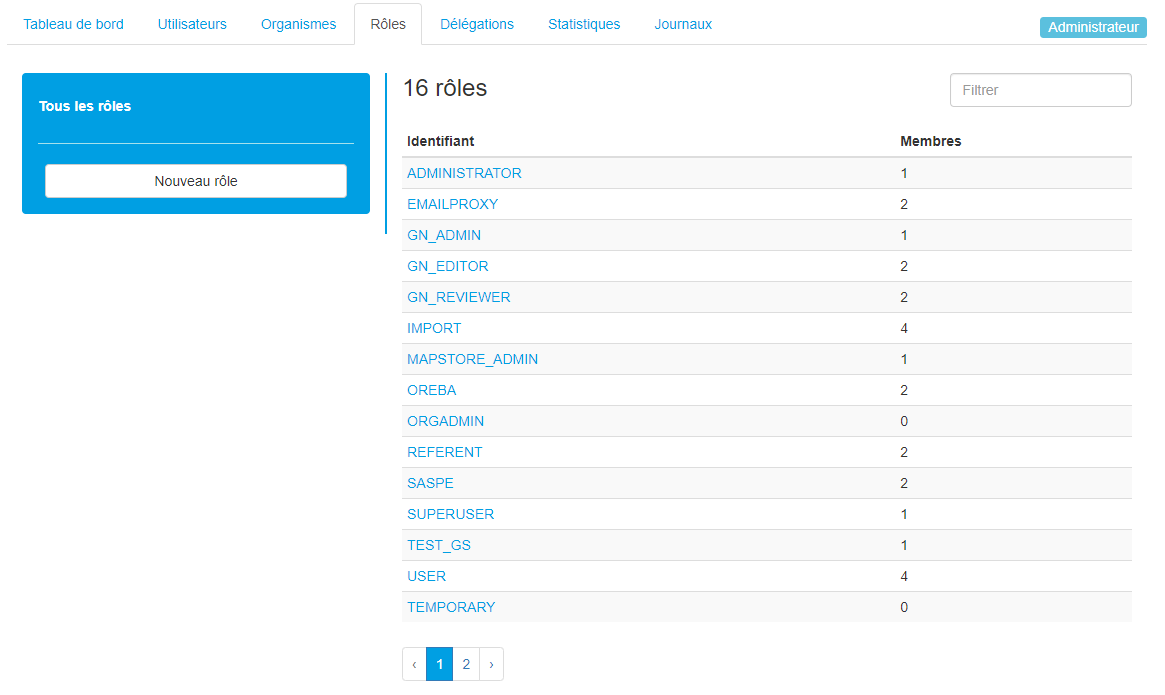 Tableau de bord Utilisateurs Organismes Rôles Délégations Statistiques Journaux Administrateur
Tous les rôles
Nouveau rôle
16 rôles Filtrer
Identifiant Membres
ADMINISTRATOR 1
EMAILPROXY 2
GN_ADMIN 1
GN_EDITOR 2
GN_REVIEWER 2
IMPORT 4
MAPSTORE_ADMIN 1
OREBA 2
ORGADMIN 0
REFERENT 2
SASPE 2
SUPERUSER 1
TEST_GS 1
USER 4
TEMPORARY 0
‹ 1 2 ›